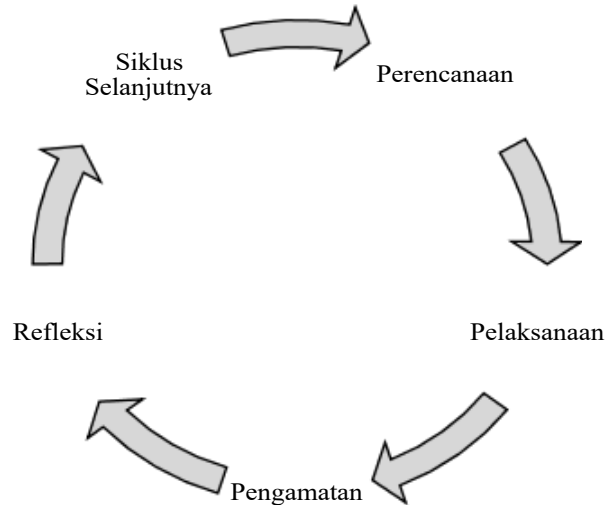 Siklus
Selanjutnya
Perencanaan
Pelaksanaan
Pengamatan
Refleksi